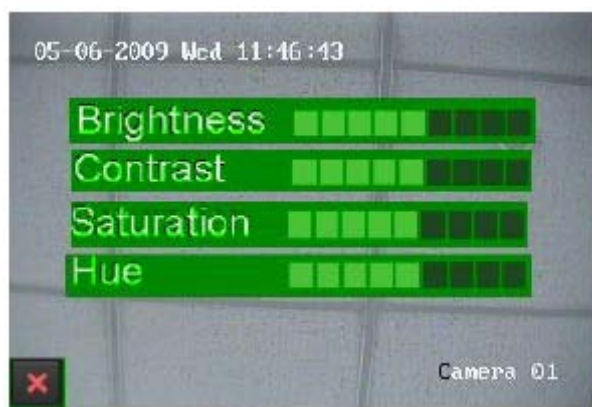 05-06-2009 Wed 11:46:43
Brightness
Contrast
Saturation
Hue
Camera 01